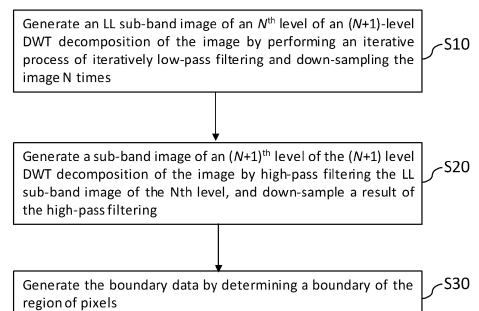 Generate an LL sub-band image of an Nth level of an (N+1)-level
DWT decomposition of the image by performing an iterative
process of iteratively low-pass filtering and down-sampling the
image N times
S10
Generate a sub-band image of an (N+1)th level of the (N+1) level
DWT decomposition of the image by high-pass filtering the LL
sub-band image of the Nth level, and down-sample a result of
the high-pass filtering
S20
Generate the boundary data by determining a boundary of the
region of pixels
S30